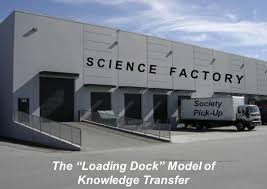 SCIENCE FACTORY
Society
Pick-Up
The “Loading Dock” Model of
Knowledge Transfer